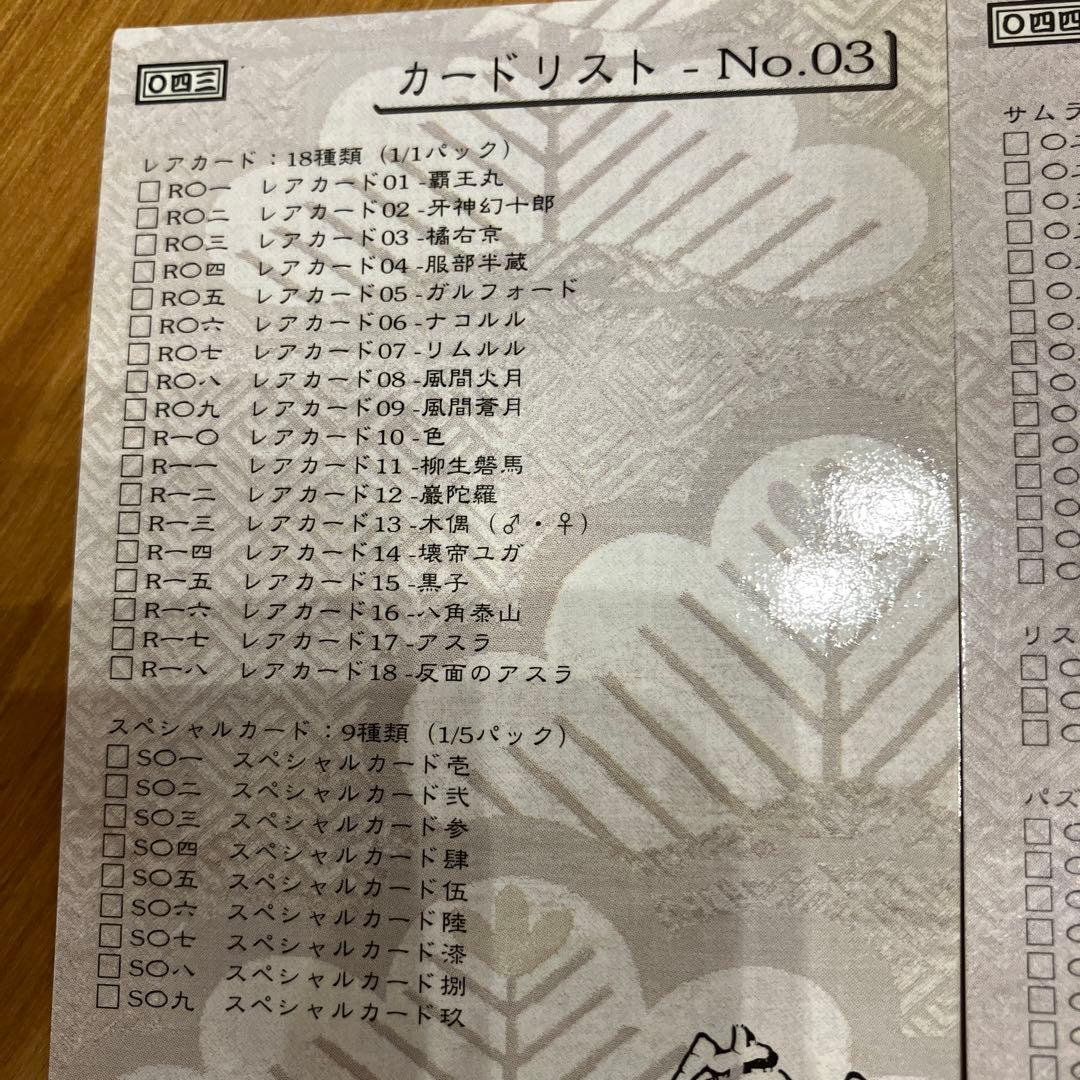 〇四三
カードリスト - No.03
レアカード：18種類（1/1パック）
□R〇一 レアカード01 -覇王丸
□R〇二 レアカード02 -牙神幻十郎
□R〇三 レアカード03 -橘右京
□R〇四 レアカード04 -服部半蔵
□R〇五 レアカード05 -ガルフォード
□R〇六 レアカード06 -ナコルル
□R〇七 レアカード07 -リムルル
□R〇八 レアカード08 -風間火月
□R〇九 レアカード09 -風間蒼月
□R一〇 レアカード10 -色
□R一一 レアカード11 -柳生磐馬
□R一二 レアカード12 -巖陀羅
□R一三 レアカード13 -木偶（♂・♀）
□R一四 レアカード14 -壊帝ユガ
□R一五 レアカード15 -黒子
□R一六 レアカード16 -八角泰山
□R一七 レアカード17 -アスラ
□R一八 レアカード18 -反面のアスラ
スペシャルカード：9種類（1/5パック）
□S〇一 スペシャルカード壱
□S〇二 スペシャルカード弐
□S〇三 スペシャルカード参
□S〇四 スペシャルカード肆
□S〇五 スペシャルカード伍
□S〇六 スペシャルカード陸
□S〇七 スペシャルカード漆
□S〇八 スペシャルカード捌
□S〇九 スペシャルカード玖
〇四四
サムラ
リス
パズ